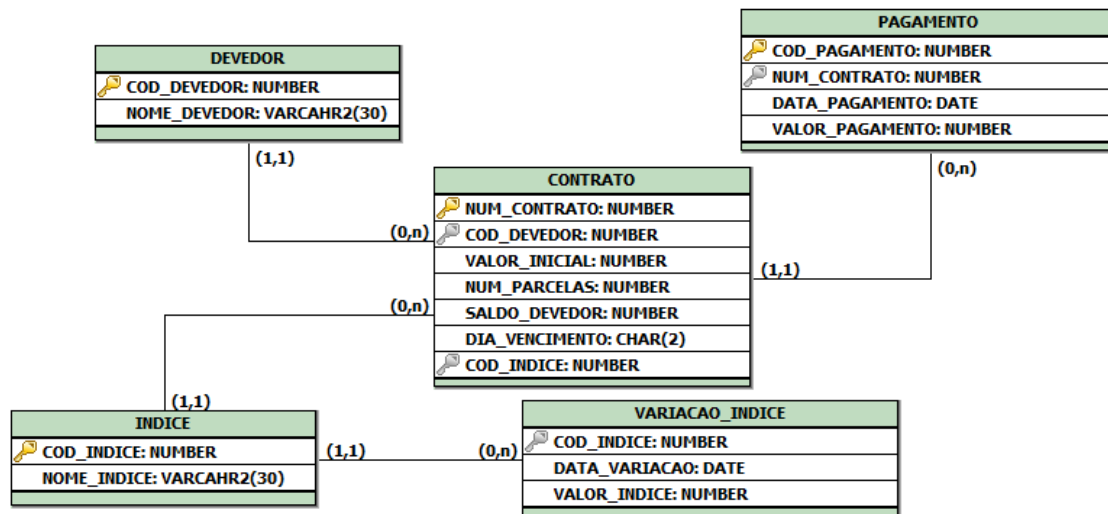 PAGAMENTO
COD_PAGAMENTO: NUMBER
NUM_CONTRATO: NUMBER
DATA_PAGAMENTO: DATE
VALOR_PAGAMENTO: NUMBER
(0,n)
DEVEDOR
COD_DEVEDOR: NUMBER
NOME_DEVEDOR: VARCAHR2(30)
(1,1)
(0,n)
CONTRATO
NUM_CONTRATO: NUMBER
COD_DEVEDOR: NUMBER
VALOR_INICIAL: NUMBER
NUM_PARCELAS: NUMBER
SALDO_DEVEDOR: NUMBER
DIA_VENCIMENTO: CHAR(2)
COD_INDICE: NUMBER
(1,1)
(0,n)
(1,1)
INDICE
COD_INDICE: NUMBER
NOME_INDICE: VARCAHR2(30)
(1,1)
(0,n)
VARIACAO_INDICE
COD_INDICE: NUMBER
DATA_VARIACAO: DATE
VALOR_INDICE: NUMBER